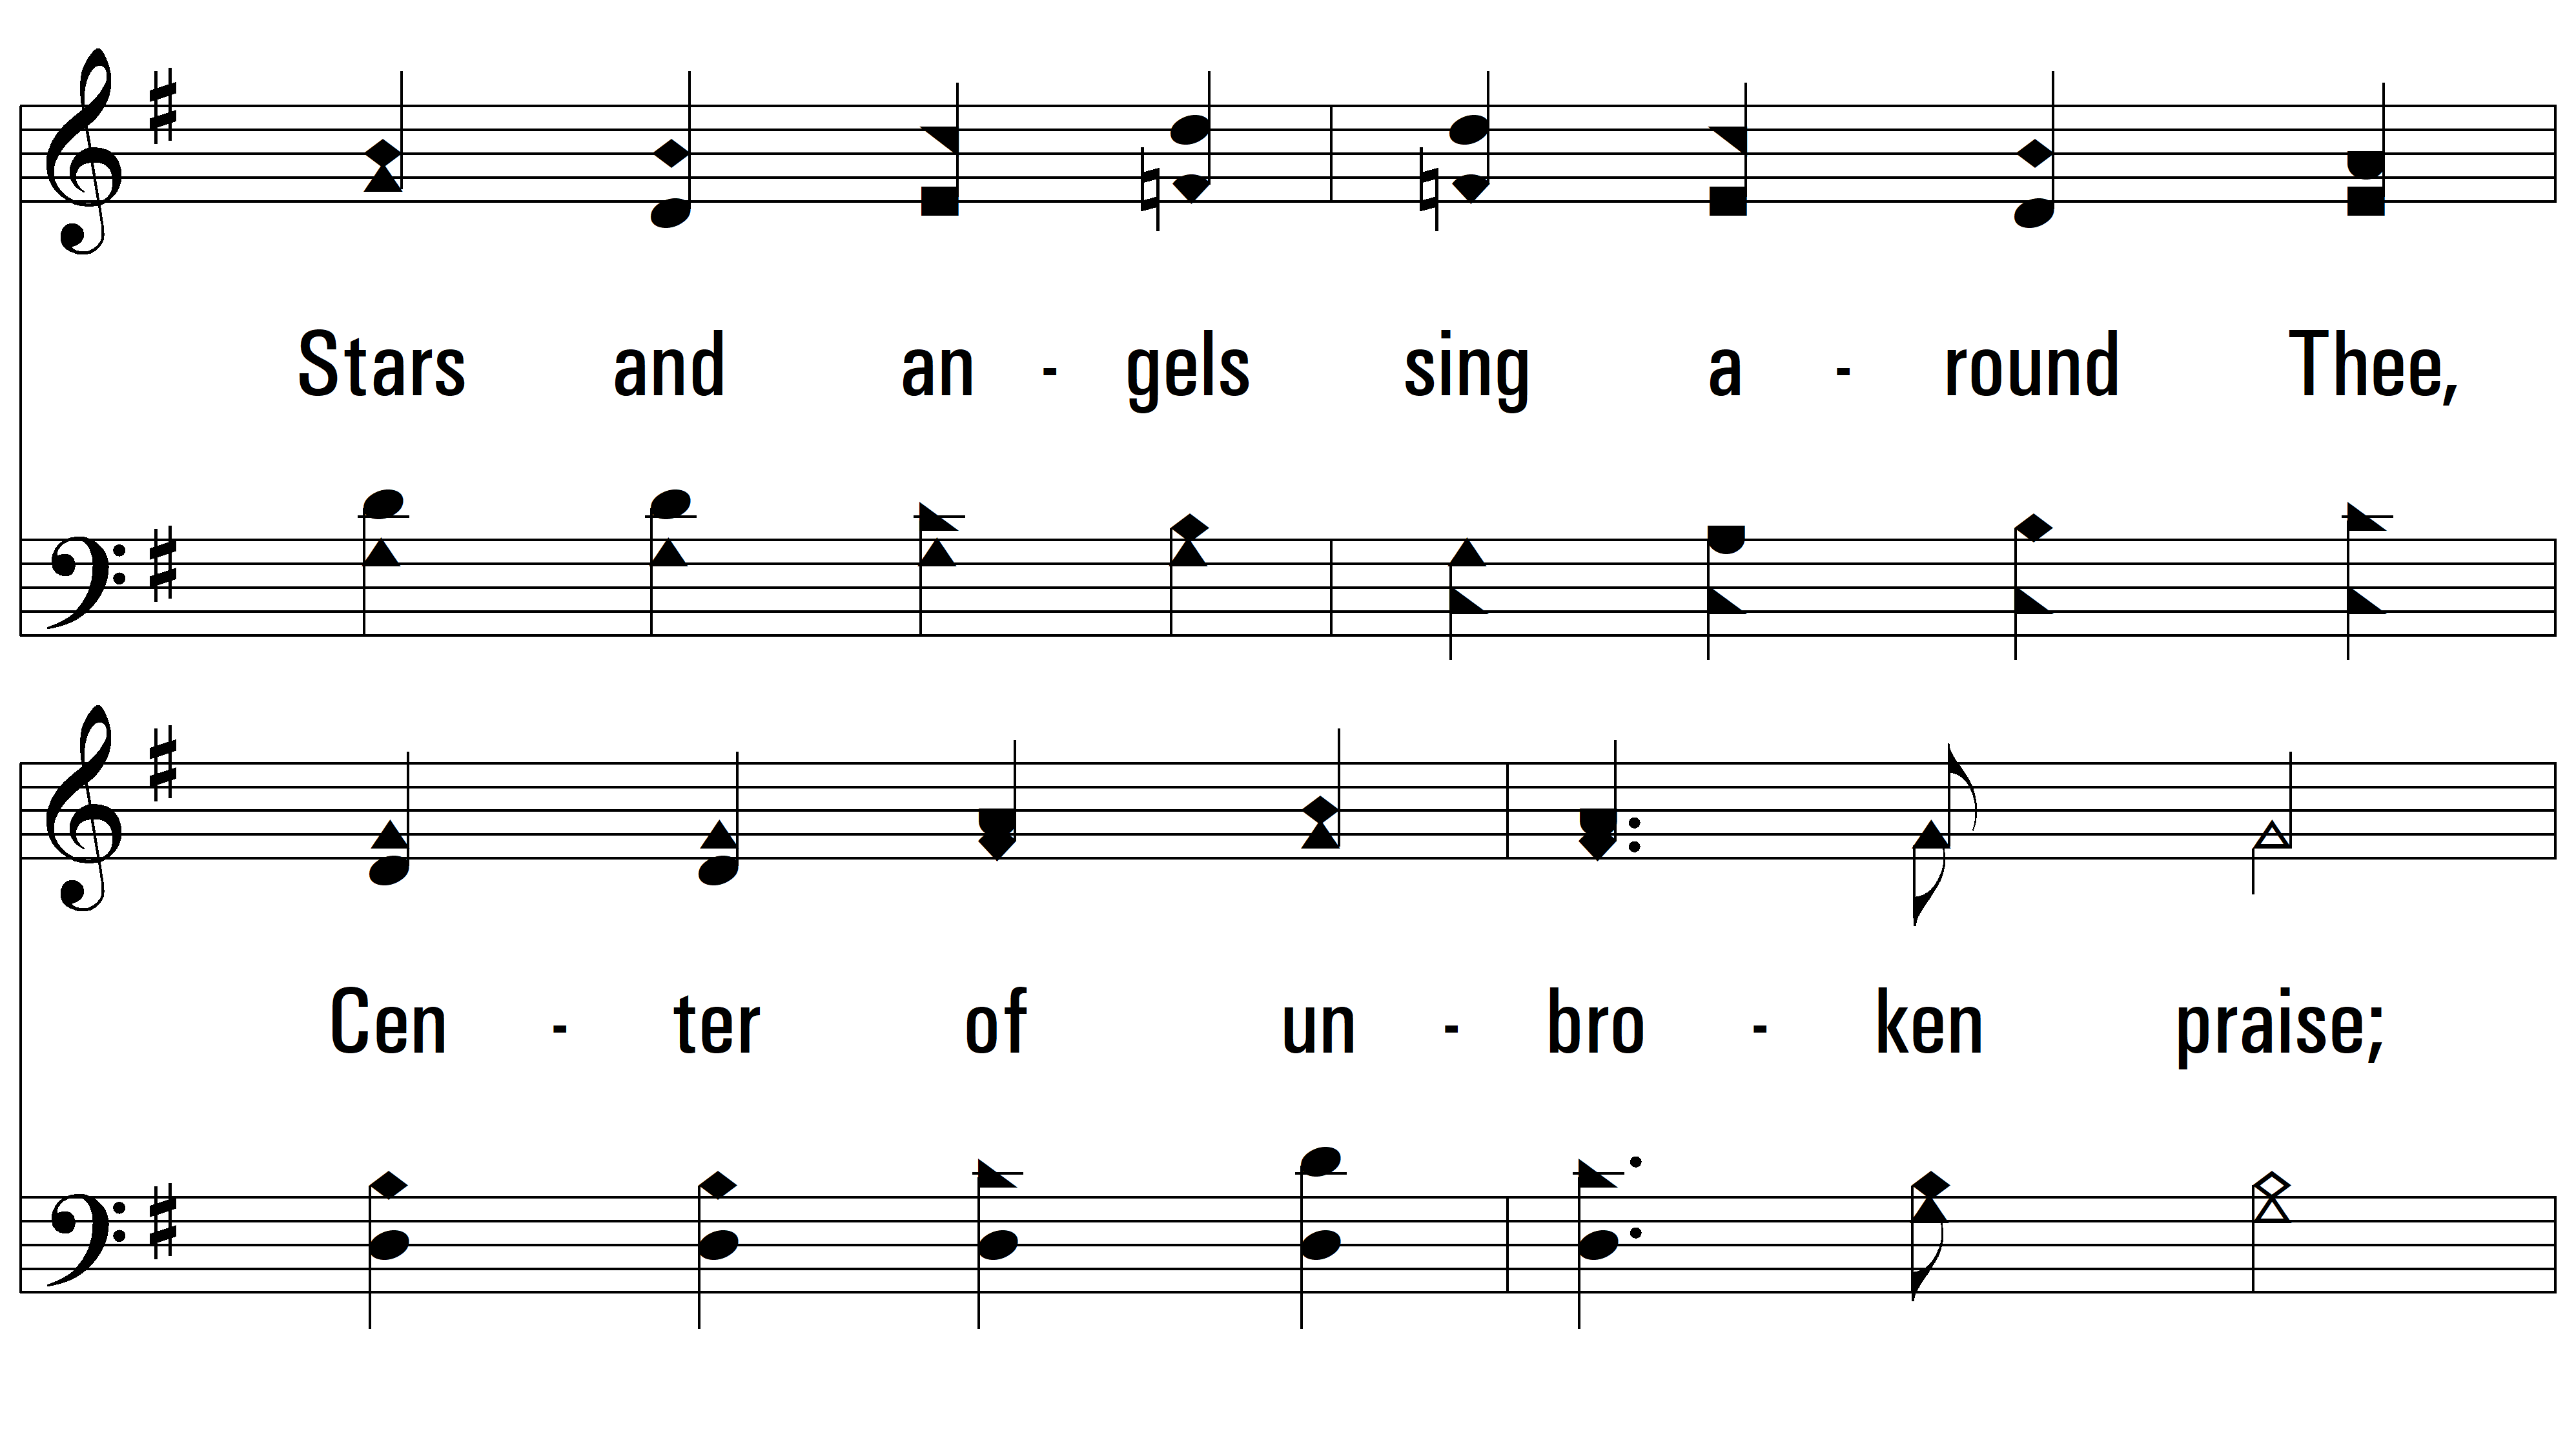 Stars and an - gels sing a - round Thee,
Cen - ter of un - bro - ken praise;